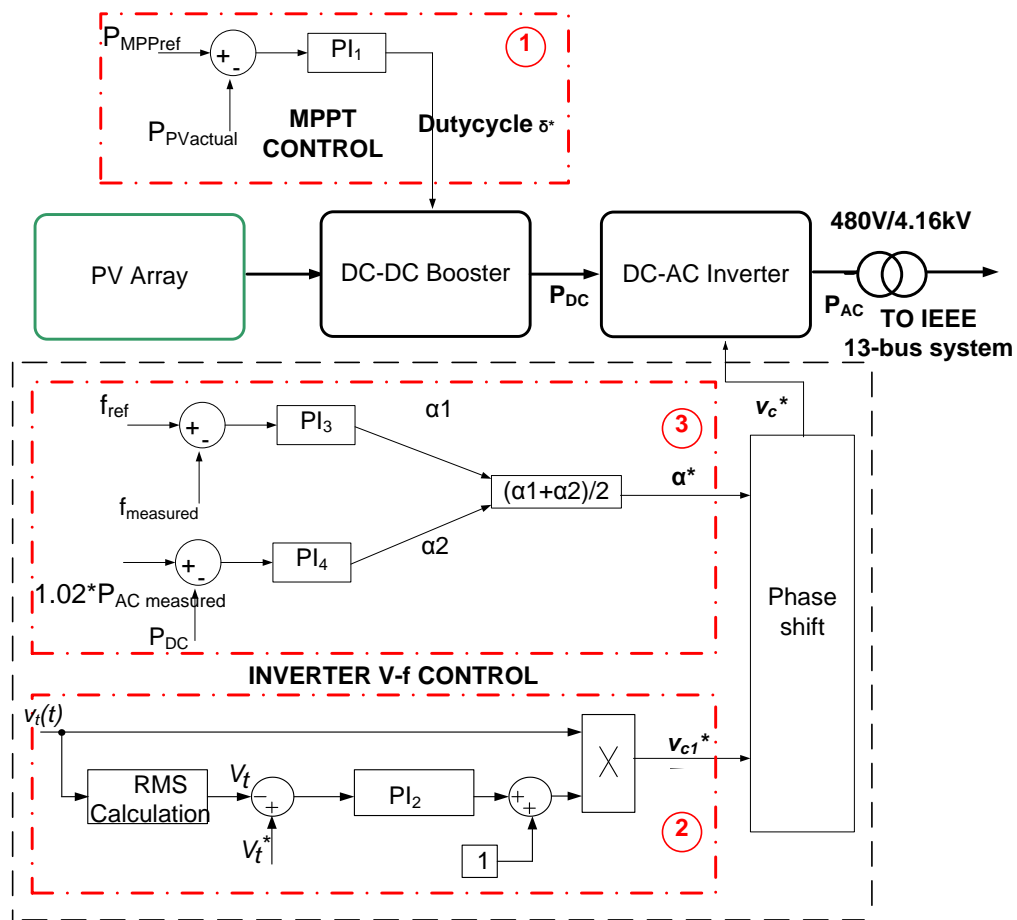 P_MPPref
+
-
PI₁
1
P_PVactual
MPPT
CONTROL
Dutycycle δ*
PV Array
DC-DC Booster
P_DC
DC-AC Inverter
480V/4.16kV
P_AC
TO IEEE
13-bus system
f_ref
+
-
PI₃
α1
3
v_c*
f_measured
(α1+α2)/2
α*
+
-
PI₄
α2
1.02*P_AC measured
P_DC
Phase
shift
INVERTER V-f CONTROL
v_t(t)
X
v_c1*
RMS
Calculation
V_t
-
+
PI₂
+
+
V_t*
1
2